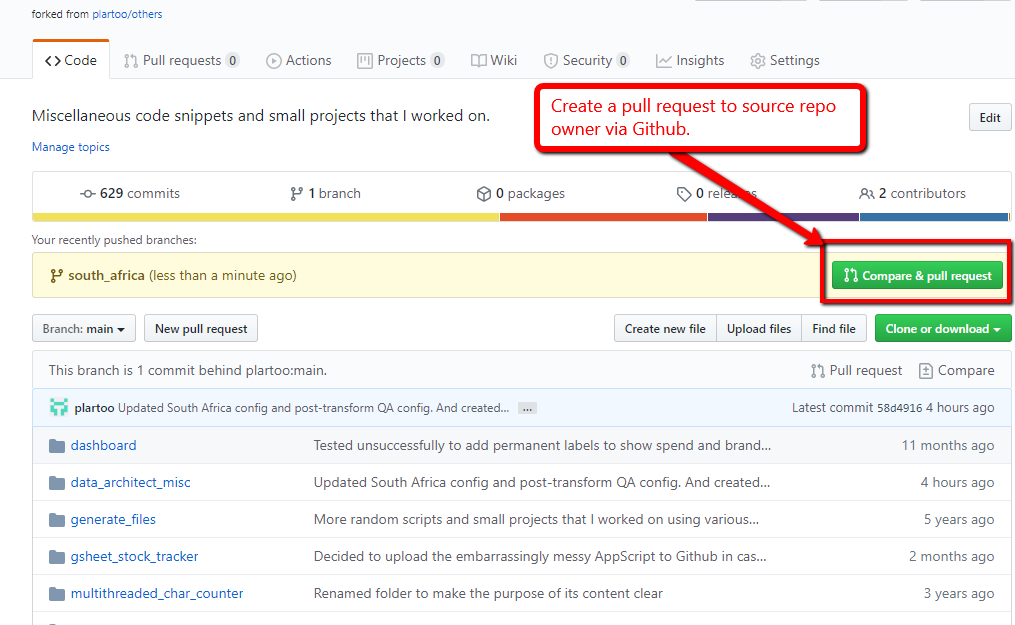 forked from plartoo/others
Code Pull requests 0 Actions Projects 0 Wiki Security 0 Insights Settings
Create a pull request to source repo
owner via Github.
Miscellaneous code snippets and small projects that I worked on.
Edit
Manage topics
629 commits 1 branch 0 packages 0 releases 2 contributors
Your recently pushed branches:
south_africa (less than a minute ago) Compare & pull request
Branch: main New pull request Create new file Upload files Find file Clone or download
This branch is 1 commit behind plartoo:main. Pull request Compare
plartoo Updated South Africa config and post-transform QA config. And created... ... Latest commit 58d4916 4 hours ago
dashboard Tested unsuccessfully to add permanent labels to show spend and brand... 11 months ago
data_architect_misc Updated South Africa config and post-transform QA config. And created... 4 hours ago
generate_files More random scripts and small projects that I worked on using various... 5 years ago
gsheet_stock_tracker Decided to upload the embarrassingly messy AppScript to Github in cas... 2 months ago
multithreaded_char_counter Renamed folder to make the purpose of its content clear 3 years ago